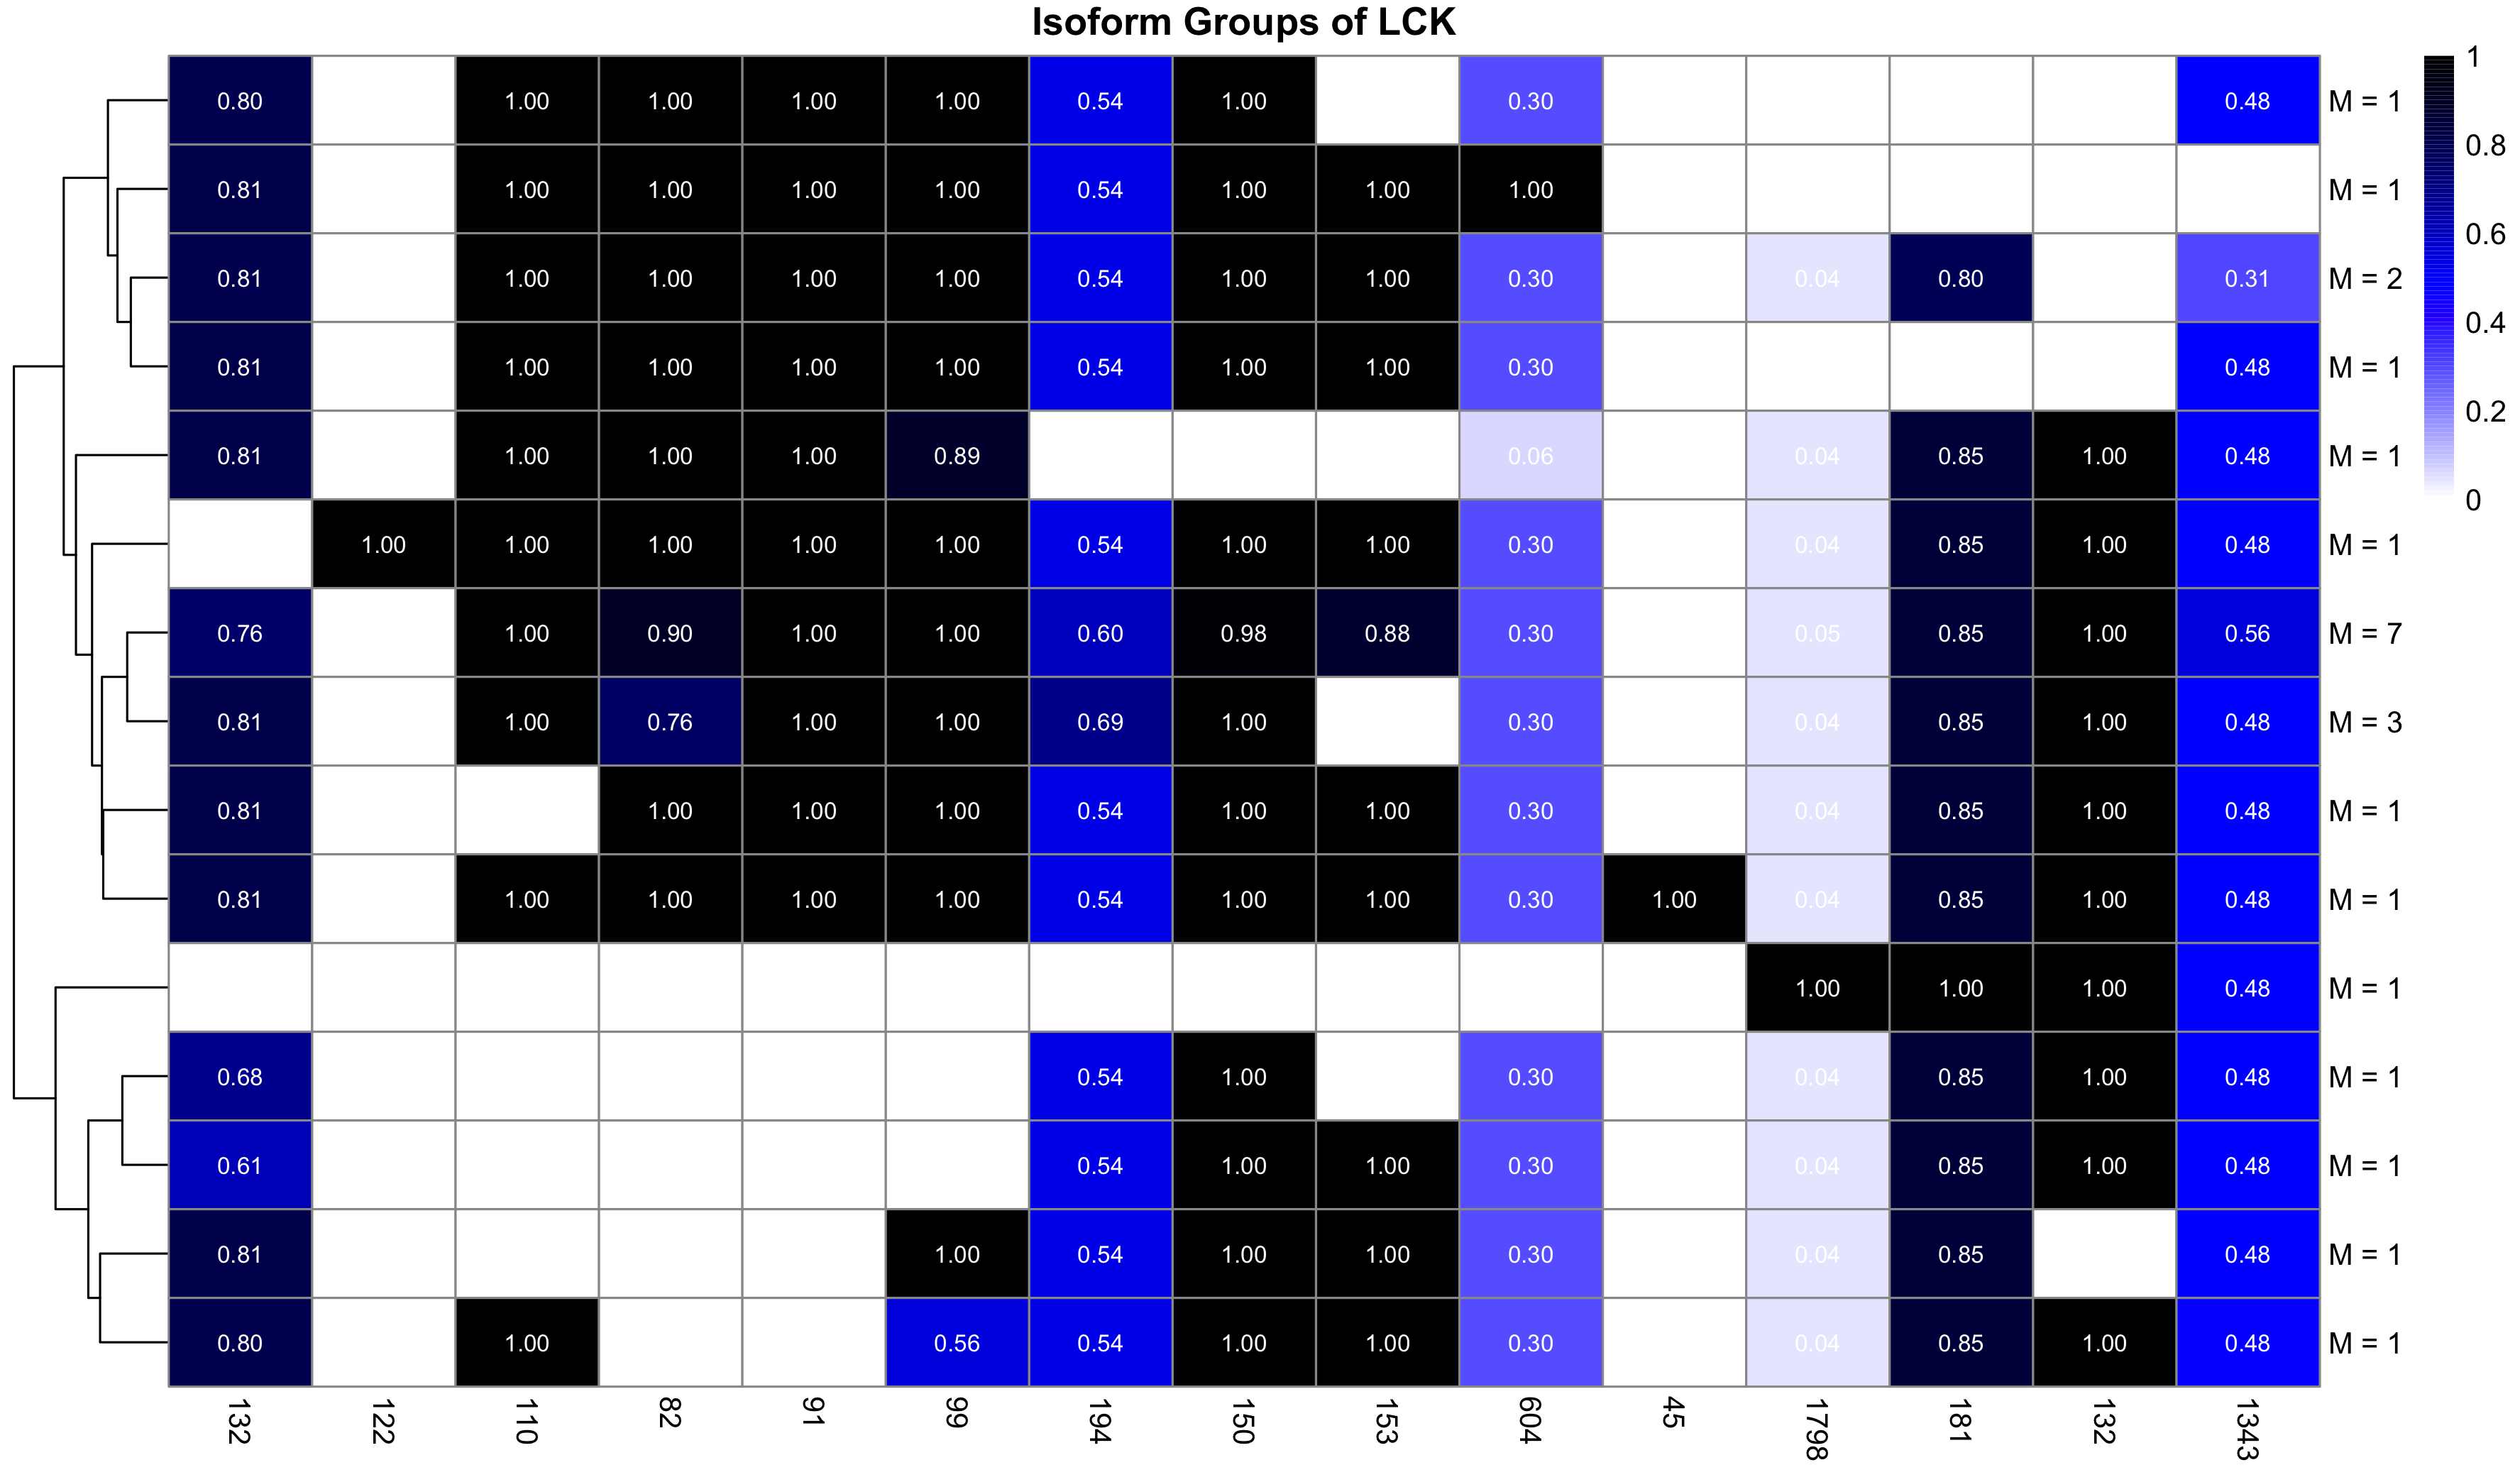 Isoform Groups of LCK
0.80 1.00 1.00 1.00 1.00 0.54 1.00 0.30 0.48 M = 1
0.81 1.00 1.00 1.00 1.00 0.54 1.00 1.00 1.00 M = 1
0.81 1.00 1.00 1.00 1.00 0.54 1.00 1.00 0.30 0.04 0.80 0.31 M = 2
0.81 1.00 1.00 1.00 1.00 0.54 1.00 1.00 0.30 0.48 M = 1
0.81 1.00 1.00 1.00 0.89 0.06 0.04 0.85 1.00 0.48 M = 1
1.00 1.00 1.00 1.00 1.00 0.54 1.00 1.00 0.30 0.04 0.85 1.00 0.48 M = 1
0.76 1.00 0.90 1.00 1.00 0.60 0.98 0.88 0.30 0.05 0.85 1.00 0.56 M = 7
0.81 1.00 0.76 1.00 1.00 0.69 1.00 0.30 0.04 0.85 1.00 0.48 M = 3
0.81 1.00 1.00 1.00 0.54 1.00 1.00 0.30 0.04 0.85 1.00 0.48 M = 1
0.81 1.00 1.00 1.00 1.00 0.54 1.00 1.00 0.30 1.00 0.04 0.85 1.00 0.48 M = 1
1.00 1.00 1.00 0.48 M = 1
0.68 0.54 1.00 0.30 0.04 0.85 1.00 0.48 M = 1
0.61 0.54 1.00 1.00 0.30 0.04 0.85 1.00 0.48 M = 1
0.81 1.00 0.54 1.00 1.00 0.30 0.04 0.85 0.48 M = 1
0.80 1.00 0.56 0.54 1.00 1.00 0.30 0.04 0.85 1.00 0.48 M = 1
132 122 110 82 91 99 194 150 153 604 45 1798 181 132 1343
1
0.8
0.6
0.4
0.2
0